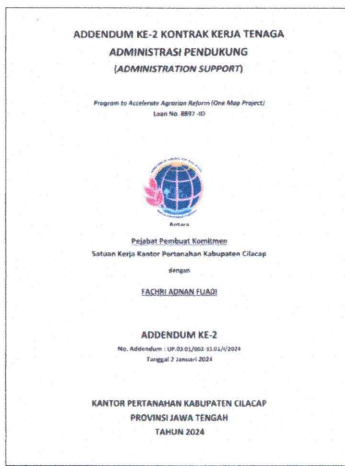 ADDENDUM KE-2 KONTRAK KERJA TENAGA
ADMINISTRASI PENDUKUNG
(ADMINISTRATION SUPPORT)
Program to Accelerate Agrarian Reform (One Map Project)
Loan No. 8897 -ID
Antara
Pejabat Pembuat Komitmen
Satuan Kerja Kantor Pertanahan Kabupaten Cilacap
dengan
FACHRI ADNAN FUADI
ADDENDUM KE-2
No. Addendum :
Tanggal 2 Januari 2024
KANTOR PERTANAHAN KABUPATEN CILACAP
PROVINSI JAWA TENGAH
TAHUN 2024